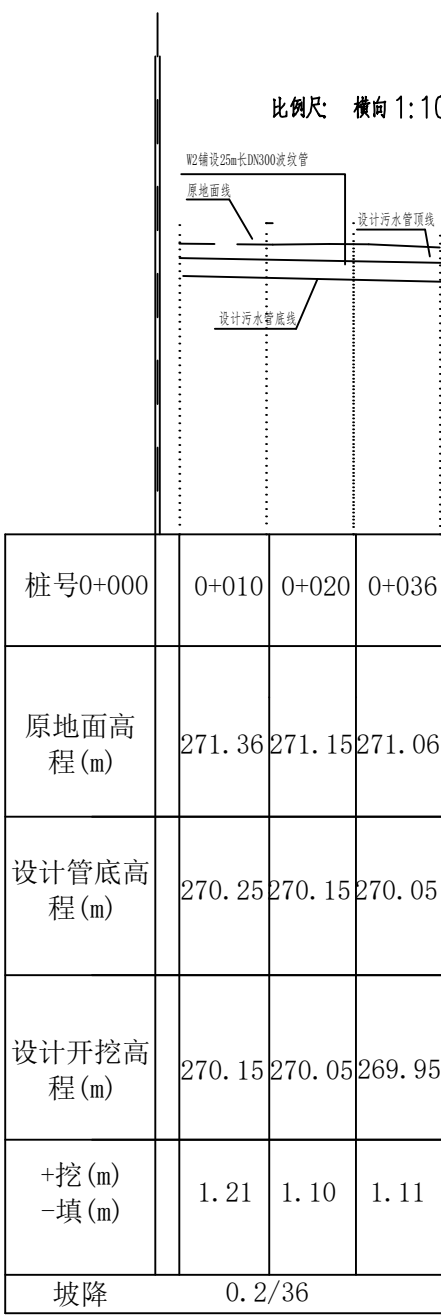 比例尺: 横向 1:10
W2铺设25m长DN300波纹管
原地面线
设计污水管顶线
设计污水管底线
桩号0+000 0+010 0+020 0+036
原地面高
程(m) 271.36 271.15 271.06
设计管底高
程(m) 270.25 270.15 270.05
设计开挖高
程(m) 270.15 270.05 269.95
+挖(m)
-填(m) 1.21 1.10 1.11
坡降 0.2/36